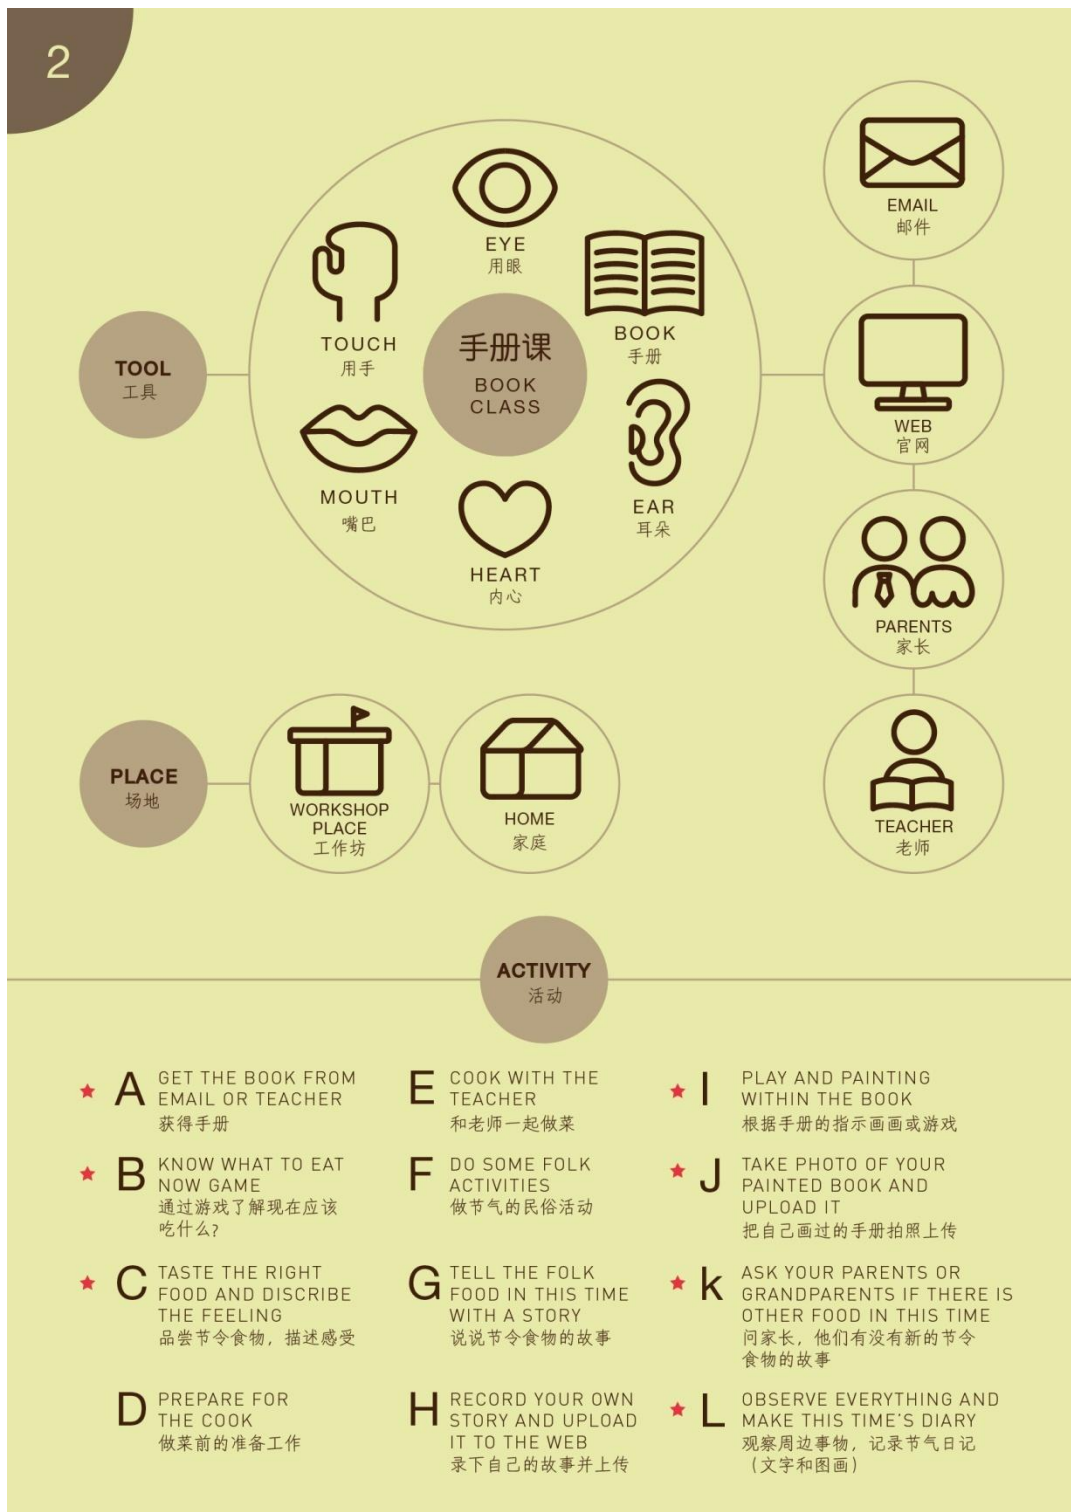 2
EYE
用眼
TOUCH
用手
BOOK
手册
手册课
BOOK
CLASS
MOUTH
嘴巴
EAR
耳朵
HEART
内心
TOOL
工具
EMAIL
邮件
WEB
官网
PARENTS
家长
TEACHER
老师
PLACE
场地
WORKSHOP
PLACE
工作坊
HOME
家庭
ACTIVITY
活动
A
GET THE BOOK FROM
EMAIL OR TEACHER
获得手册
B
KNOW WHAT TO EAT
NOW GAME
通过游戏了解现在应该
吃什么?
C
TASTE THE RIGHT
FOOD AND DISCRIBE
THE FEELING
品尝节令食物，描述感受
D
PREPARE FOR
THE COOK
做菜前的准备工作
E
COOK WITH THE
TEACHER
和老师一起做菜
F
DO SOME FOLK
ACTIVITIES
做节气的民俗活动
G
TELL THE FOLK
FOOD IN THIS TIME
WITH A STORY
说说节令食物的故事
H
RECORD YOUR OWN
STORY AND UPLOAD
IT TO THE WEB
录下自己的故事并上传
I
PLAY AND PAINTING
WITHIN THE BOOK
根据手册的指示画画或游戏
J
TAKE PHOTO OF YOUR
PAINTED BOOK AND
UPLOAD IT
把自己画过的手册拍照上传
k
ASK YOUR PARENTS OR
GRANDPARENTS IF THERE IS
OTHER FOOD IN THIS TIME
问家长，他们有没有新的节令
食物的故事
L
OBSERVE EVERYTHING AND
MAKE THIS TIME'S DIARY
观察周边事物，记录节气日记
（文字和图画）